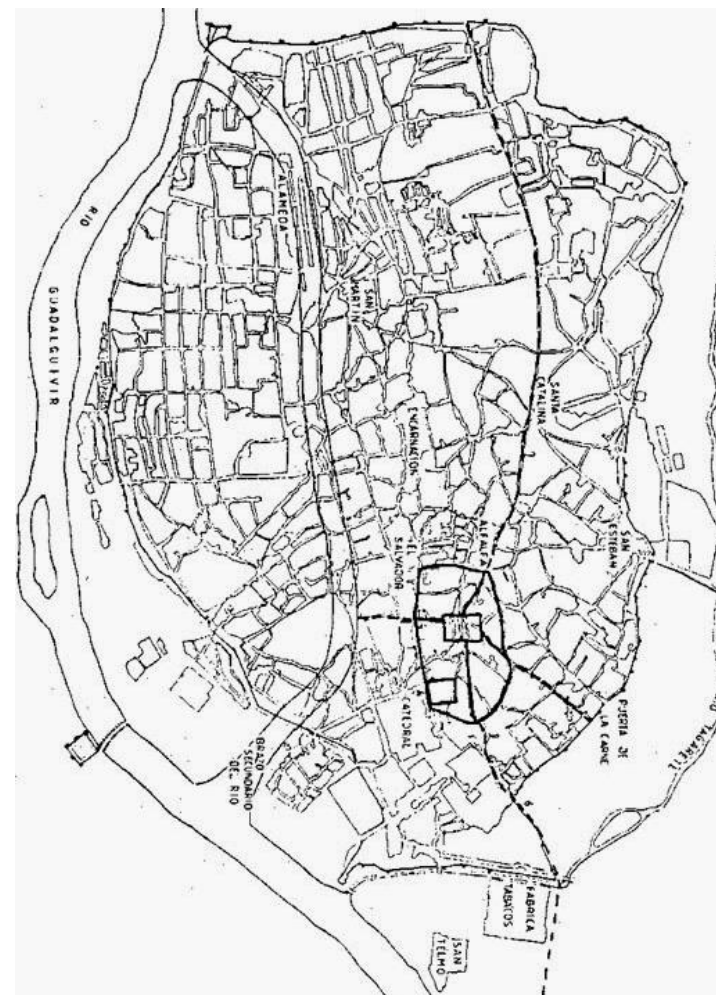 RIO
GUADALQUIVIR
ALAMEDA
SAN
MARTIN
SANTA
CATALINA
ENCARNACION
EL
SALVADOR
ALFALFA
SAN
ESTEBAN
PUERTA DE
LA CARNE
CATEDRAL
BRAZO
SECUNDARIO
DEL RIO
FABRICA
TABACOS
SAN
TELMO